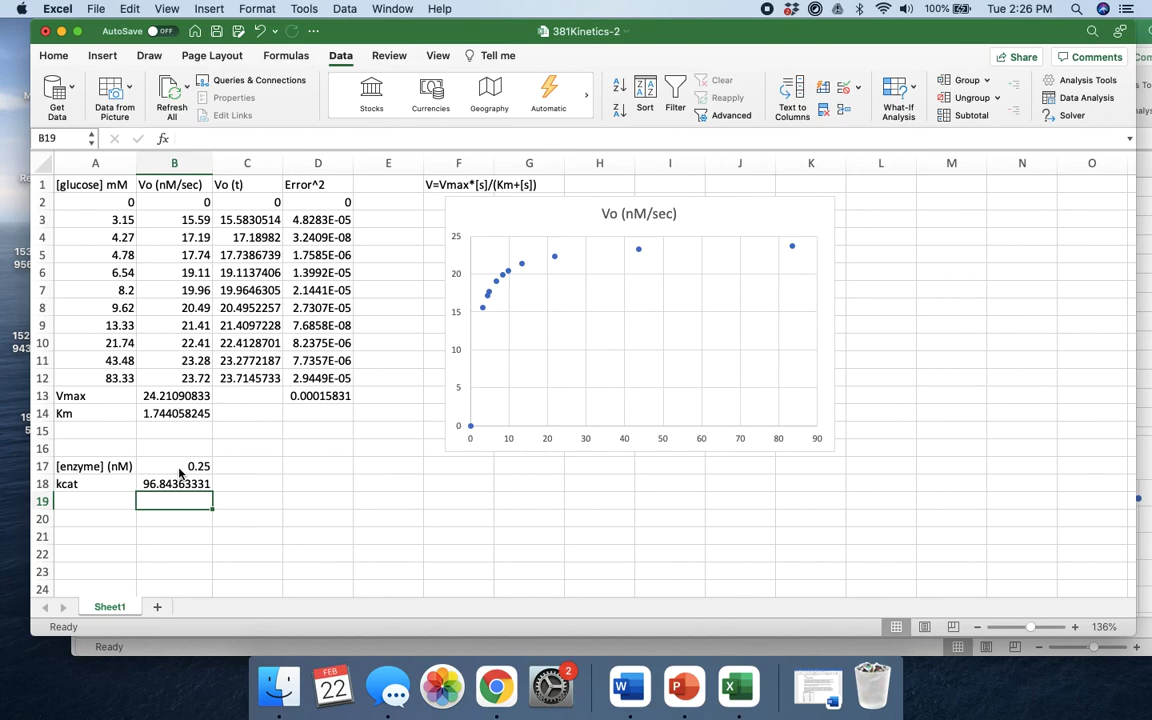 Excel File Edit View Insert Format Tools Data Window Help 100% Tue 2:26 PM
AutoSave OFF 381Kinetics-2
Home Insert Draw Page Layout Formulas Data Review View Tell me Share Comments
Get Data Data from Picture Refresh All Queries & Connections Properties Edit Links Stocks Currencies Geography Automatic Sort Filter Clear Reapply Advanced Text to Columns What-If Analysis Group Ungroup Subtotal Analysis Tools Data Analysis Solver
B19 fx
A B C D E F G H I J K L M N O
1 [glucose] mM Vo (nM/sec) Vo (t) Error^2 V=Vmax*[s]/(Km+[s])
2 0 0 0 0
3 3.15 15.59 15.5830514 4.8283E-05
4 4.27 17.19 17.18982 3.2409E-08
5 4.78 17.74 17.7386739 1.7585E-06
6 6.54 19.11 19.1137406 1.3992E-05
7 8.2 19.96 19.9646305 2.1441E-05
8 9.62 20.49 20.4952257 2.7307E-05
9 13.33 21.41 21.4097228 7.6858E-08
10 21.74 22.41 22.4128701 8.2375E-06
11 43.48 23.28 23.2772187 7.7357E-06
12 83.33 23.72 23.7145733 2.9449E-05
13 Vmax 24.21090833 0.00015831
14 Km 1.744058245
15
16
17 [enzyme] (nM) 0.25
18 kcat 96.84363331
19
20
21
22
23
24
Vo (nM/sec)
25
20
15
10
5
0
0 10 20 30 40 50 60 70 80 90
Sheet1
Ready 136%
Ready
FEB 22 2